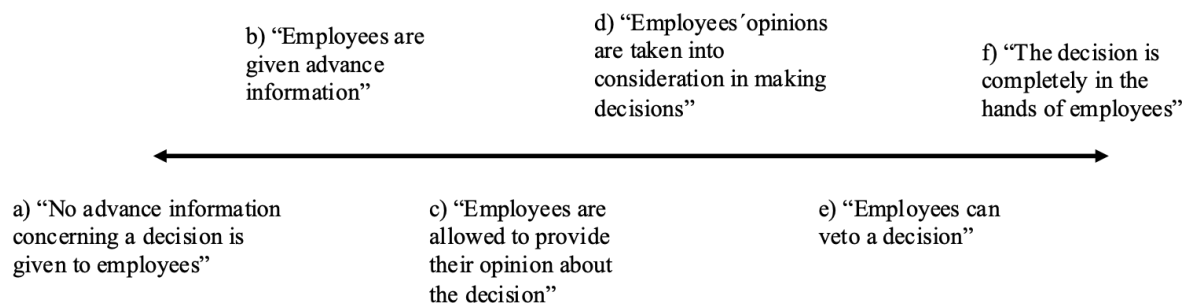 a) “No advance information
concerning a decision is
given to employees”
b) “Employees are
given advance
information”
c) “Employees are
allowed to provide
their opinion about
the decision”
d) “Employees´opinions
are taken into
consideration in making
decisions”
e) “Employees can
veto a decision”
f) “The decision is
completely in the
hands of employees”